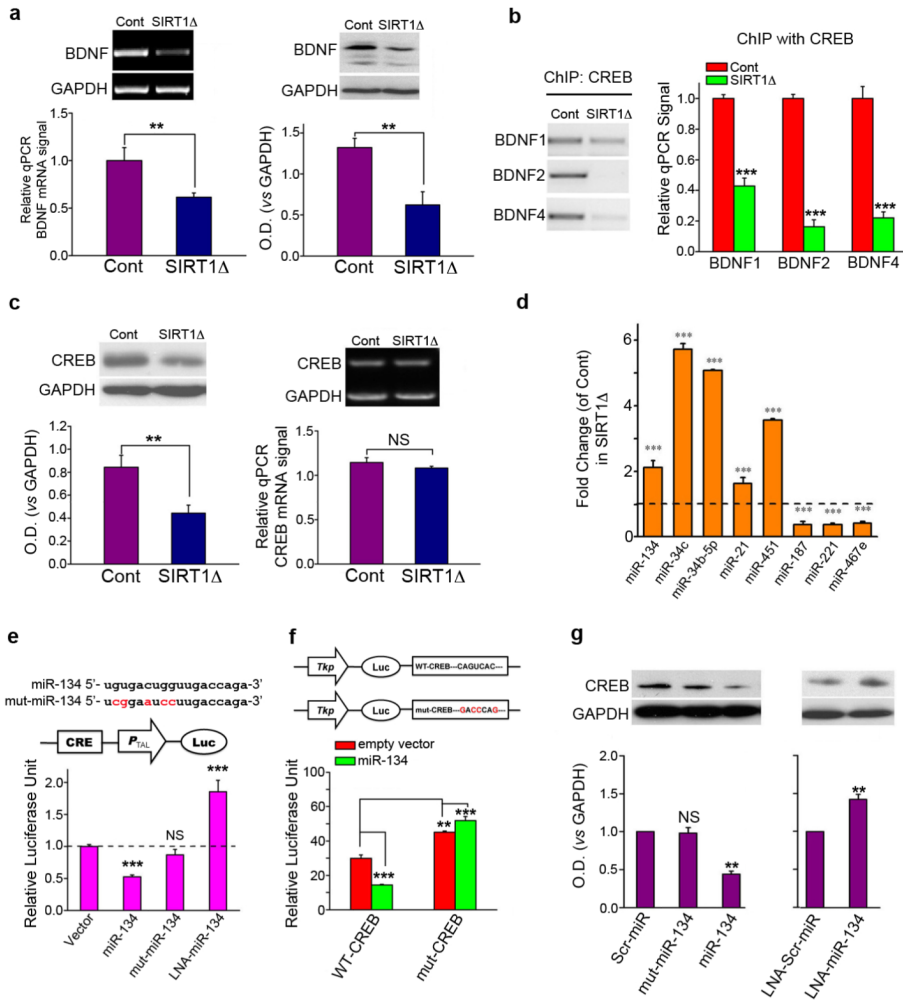 a
Cont SIRT1Δ
BDNF
GAPDH
Relative qPCR
BDNF mRNA signal
1.5
1.0
0.5
0.0
**
Cont SIRT1Δ
Cont SIRT1Δ
BDNF
GAPDH
O.D. (vs GAPDH)
1.5
1.0
0.5
0.0
**
Cont SIRT1Δ
b
ChIP: CREB
Cont SIRT1Δ
BDNF1
BDNF2
BDNF4
ChIP with CREB
Cont
SIRT1Δ
Relative qPCR Signal
1.0
0.8
0.6
0.4
0.2
0.0
***
***
***
BDNF1 BDNF2 BDNF4
c
Cont SIRT1Δ
CREB
GAPDH
O.D. (vs GAPDH)
1.2
1.0
0.8
0.6
0.4
0.2
0.0
**
Cont SIRT1Δ
Cont SIRT1Δ
CREB
GAPDH
Relative qPCR
CREB mRNA signal
1.5
1.0
0.5
0.0
NS
Cont SIRT1Δ
d
Fold Change (of Cont)
in SIRT1Δ
6
4
2
0
***
***
***
***
***
***
***
***
miR-134
miR-34c
miR-34b-5p
miR-21
miR-451
miR-187
miR-221
miR-467e
e
miR-134 5'- ugugacugguugaccaga-3'
mut-miR-134 5'- ucggaauccuugaccaga-3'
CRE PTAL Luc
Relative Luciferase Unit
2.0
1.5
1.0
0.5
0.0
***
NS
***
Vector
miR-134
mut-miR-134
LNA-miR-134
f
Tkp Luc WT-CREB---CAGUCAC---
Tkp Luc mut-CREB---GACCCAG---
empty vector
miR-134
Relative Luciferase Unit
100
80
60
40
20
0
***
**
***
WT-CREB
mut-CREB
g
CREB
GAPDH
O.D. (vs GAPDH)
2.0
1.5
1.0
0.5
0.0
NS
**
**
Scr-miR
mut-miR-134
miR-134
LNA-Scr-miR
LNA-miR-134